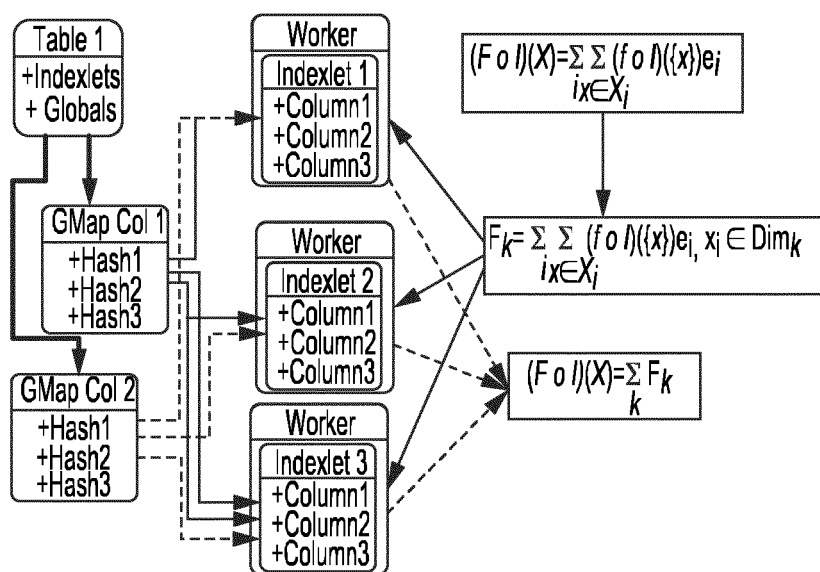 Table 1
+Indexlets
+ Globals
GMap Col 1
+Hash1
+Hash2
+Hash3
GMap Col 2
+Hash1
+Hash2
+Hash3
Worker
Indexlet 1
+Column1
+Column2
+Column3
Worker
Indexlet 2
+Column1
+Column2
+Column3
Worker
Indexlet 3
+Column1
+Column2
+Column3
(F o I)(X)=Σ Σ (f o I)({x})eᵢ
i x∈Xᵢ
Fₖ= Σ Σ (f o I)({x})eᵢ, xᵢ ∈ Dimₖ
i x∈Xᵢ
(F o I)(X)=Σ Fₖ
k